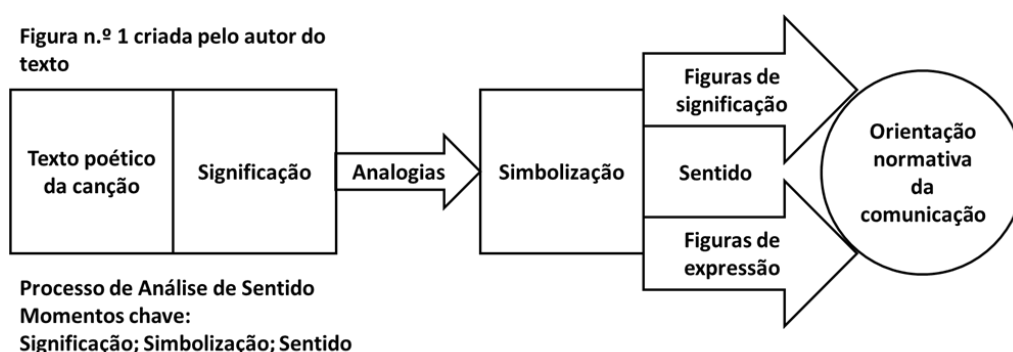 Figura n.º 1 criada pelo autor do
texto
Texto poético
da canção
Significação
Analogias
Simbolização
Figuras de
significação
Sentido
Figuras de
expressão
Orientação
normativa
da
comunicação
Processo de Análise de Sentido
Momentos chave:
Significação; Simbolização; Sentido